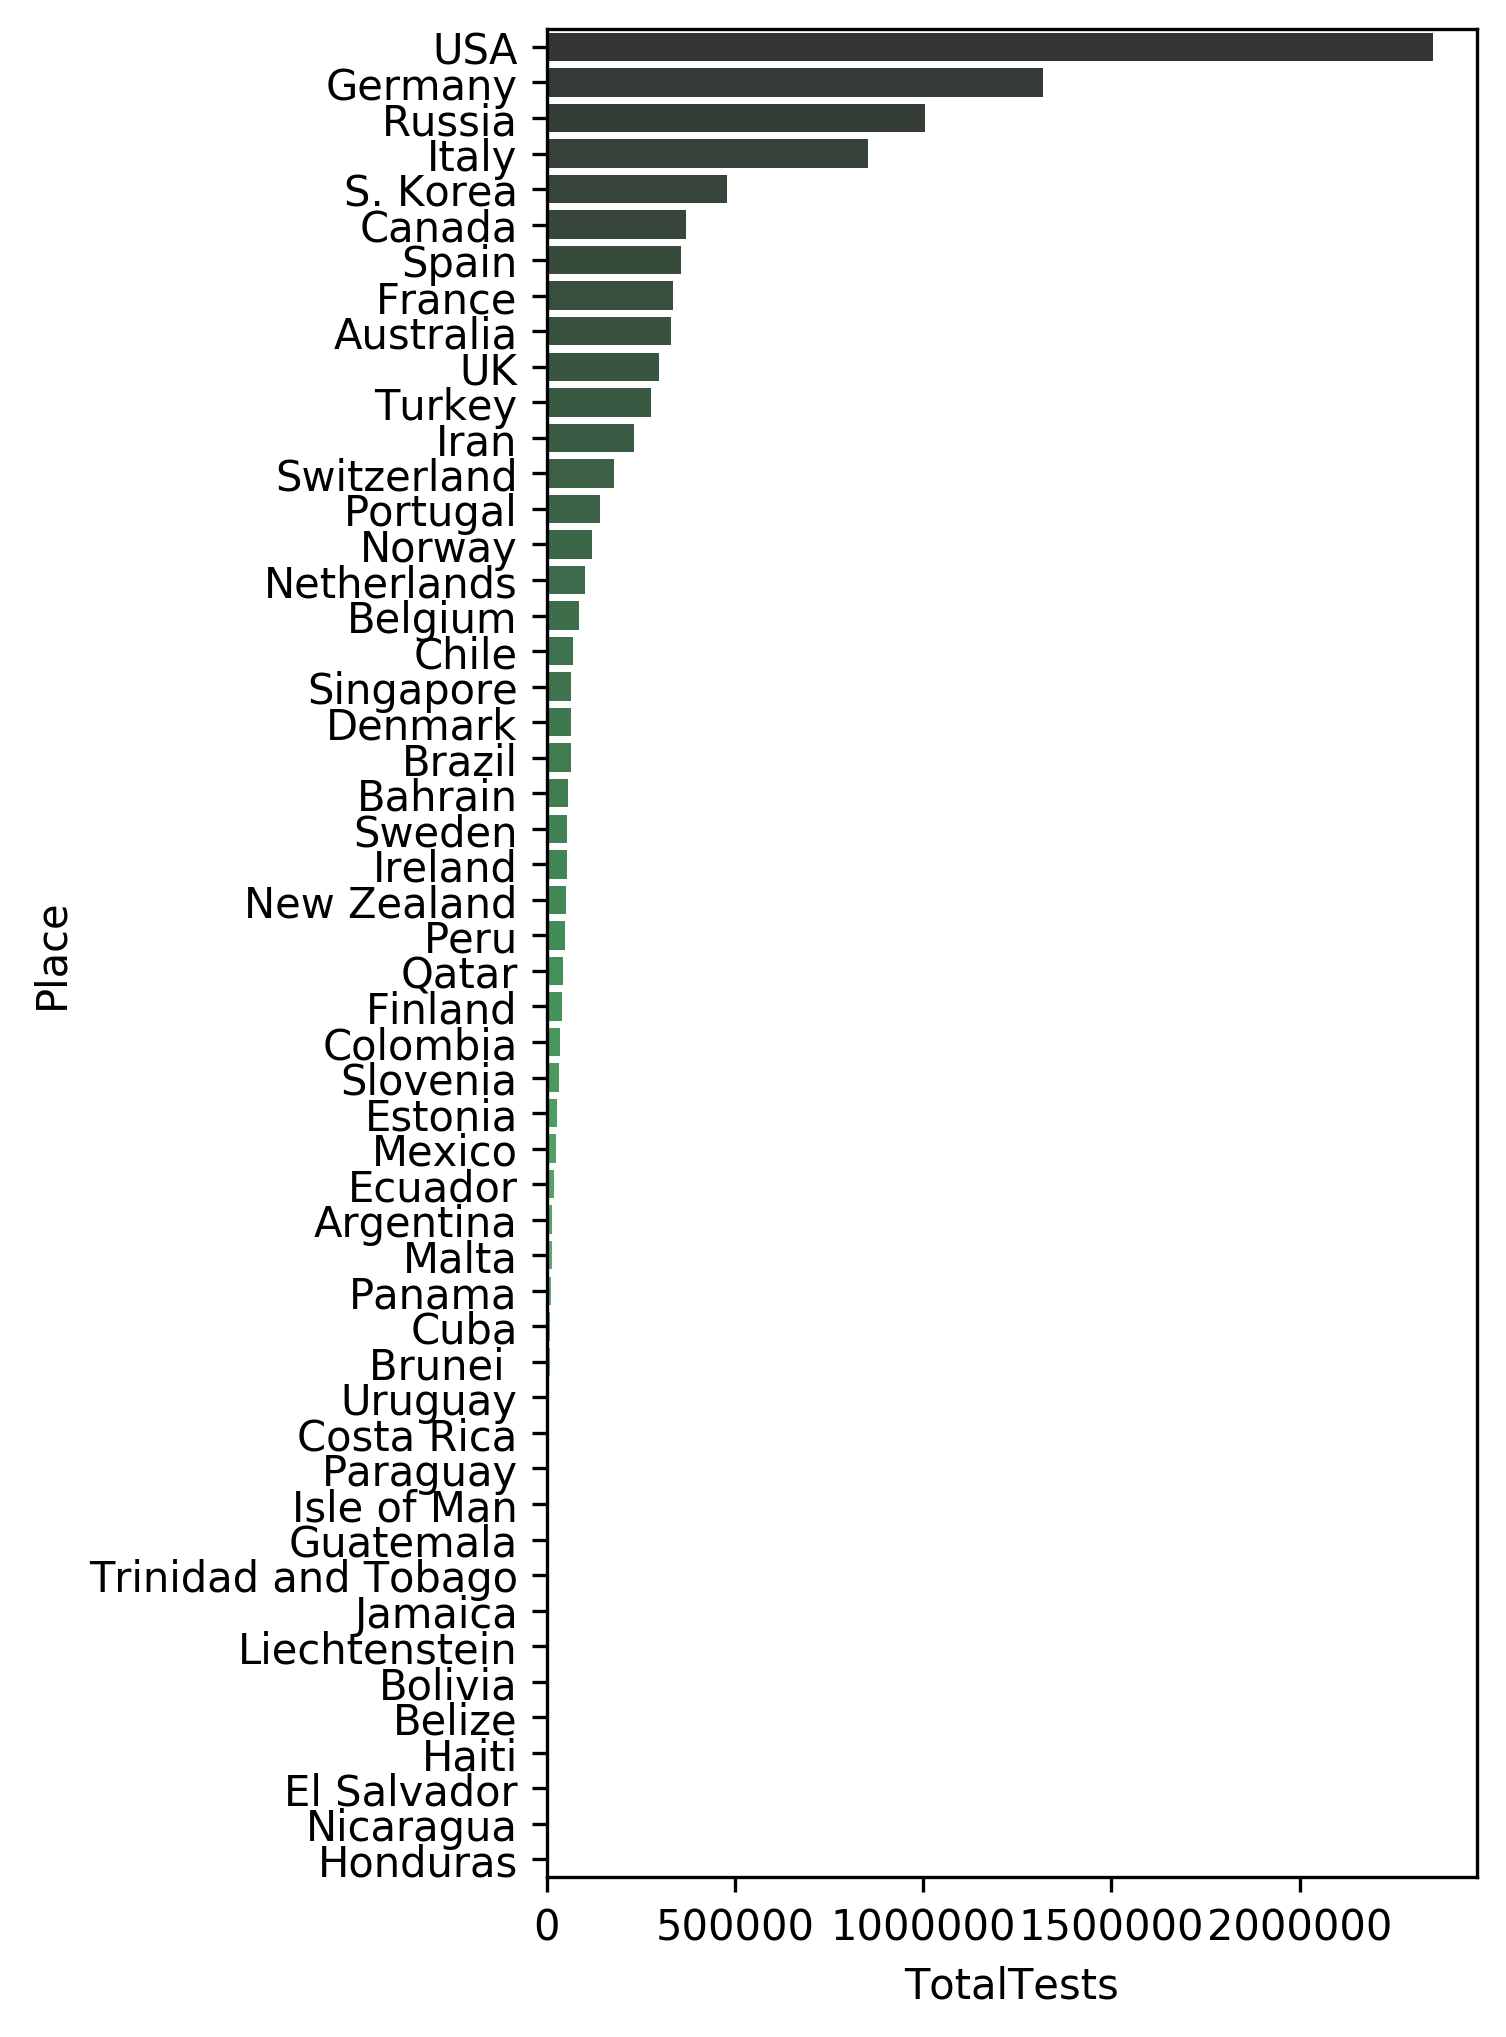 USA
Germany
Russia
Italy
S. Korea
Canada
Spain
France
Australia
UK
Turkey
Iran
Switzerland
Portugal
Norway
Netherlands
Belgium
Chile
Singapore
Denmark
Brazil
Bahrain
Sweden
Ireland
New Zealand
Peru
Qatar
Finland
Colombia
Slovenia
Estonia
Mexico
Ecuador
Argentina
Malta
Panama
Cuba
Brunei
Uruguay
Costa Rica
Paraguay
Isle of Man
Guatemala
Trinidad and Tobago
Jamaica
Liechtenstein
Bolivia
Belize
Haiti
El Salvador
Nicaragua
Honduras
Place
0 500000 1000000 1500000 2000000
TotalTests